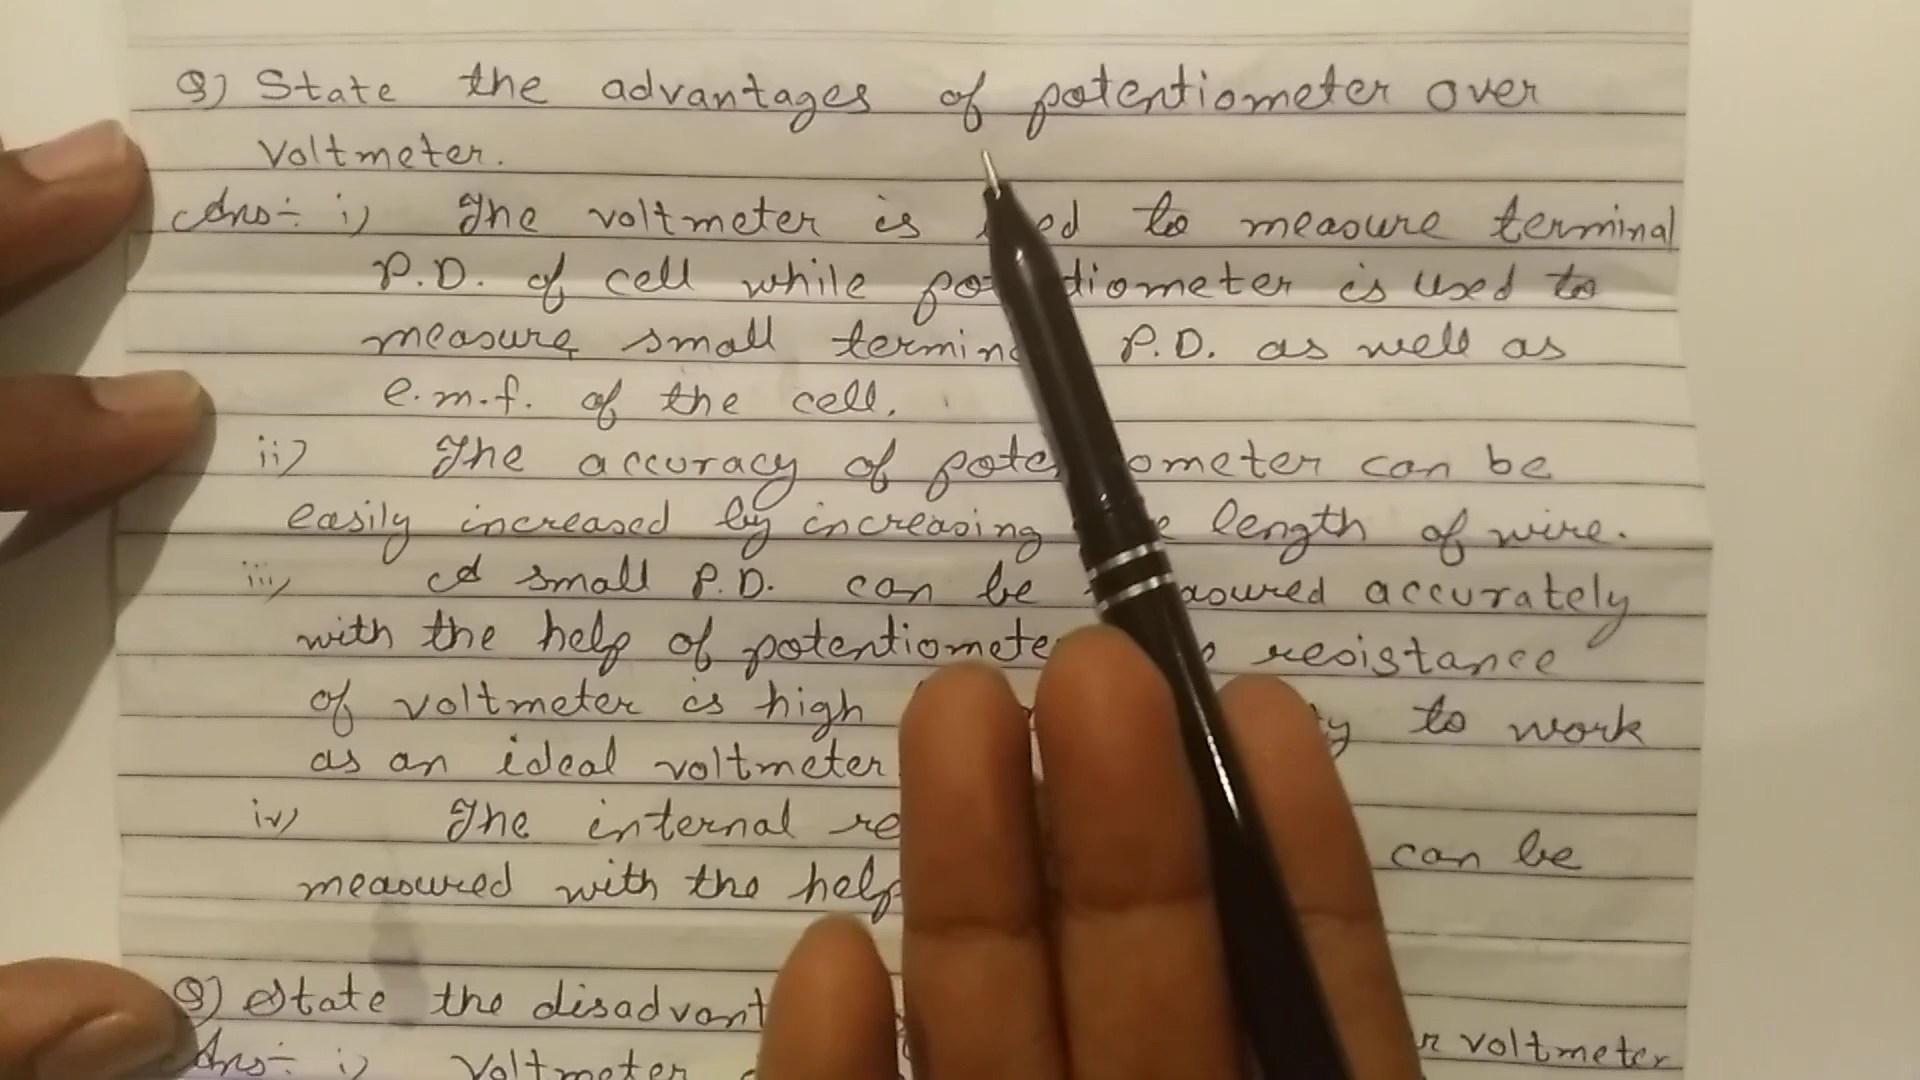 Q) State the advantages of potentiometer over
voltmeter.
Ans÷ i) The voltmeter is used to measure terminal
P.D. of cell while potentiometer is used to
measure small terminal P.D. as well as
e.m.f. of the cell.
ii) The accuracy of potentiometer can be
easily increased by increasing the length of wire.
iii) A small P.D. can be measured accurately
with the help of potentiometer resistance
of voltmeter is high to work
as an ideal voltmeter
iv) The internal can be
measured with the help
Q) State the voltmeter
Ans÷ i) Voltmeter